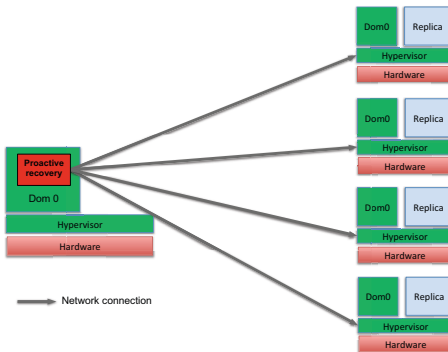 Dom0 Replica
Hypervisor
Hardware
Dom0 Replica
Hypervisor
Hardware
Proactive
recovery
Dom 0
Hypervisor
Hardware
Dom0 Replica
Hypervisor
Hardware
Dom0 Replica
Hypervisor
Hardware
Network connection